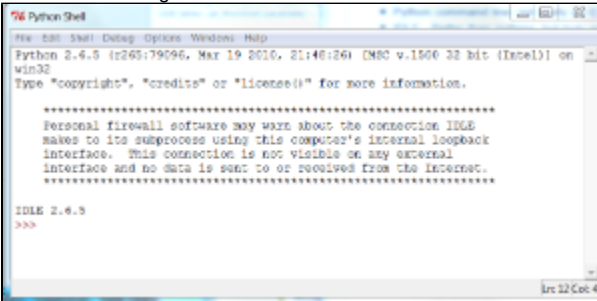 Python Shell
File Edit Shell Debug Options Windows Help
Python 2.6.5 (r265:79096, Mar 19 2010, 21:48:26) [MSC v.1500 32 bit (Intel)] on
win32
Type "copyright", "credits" or "license()" for more information.
****************************************************************
Personal firewall software may warn about the connection IDLE
makes to its subprocess using this computer's internal loopback
interface.  This connection is not visible on any external
interface and no data is sent to or received from the Internet.
****************************************************************
IDLE 2.6.5
>>>
Ln: 12 Col: 4